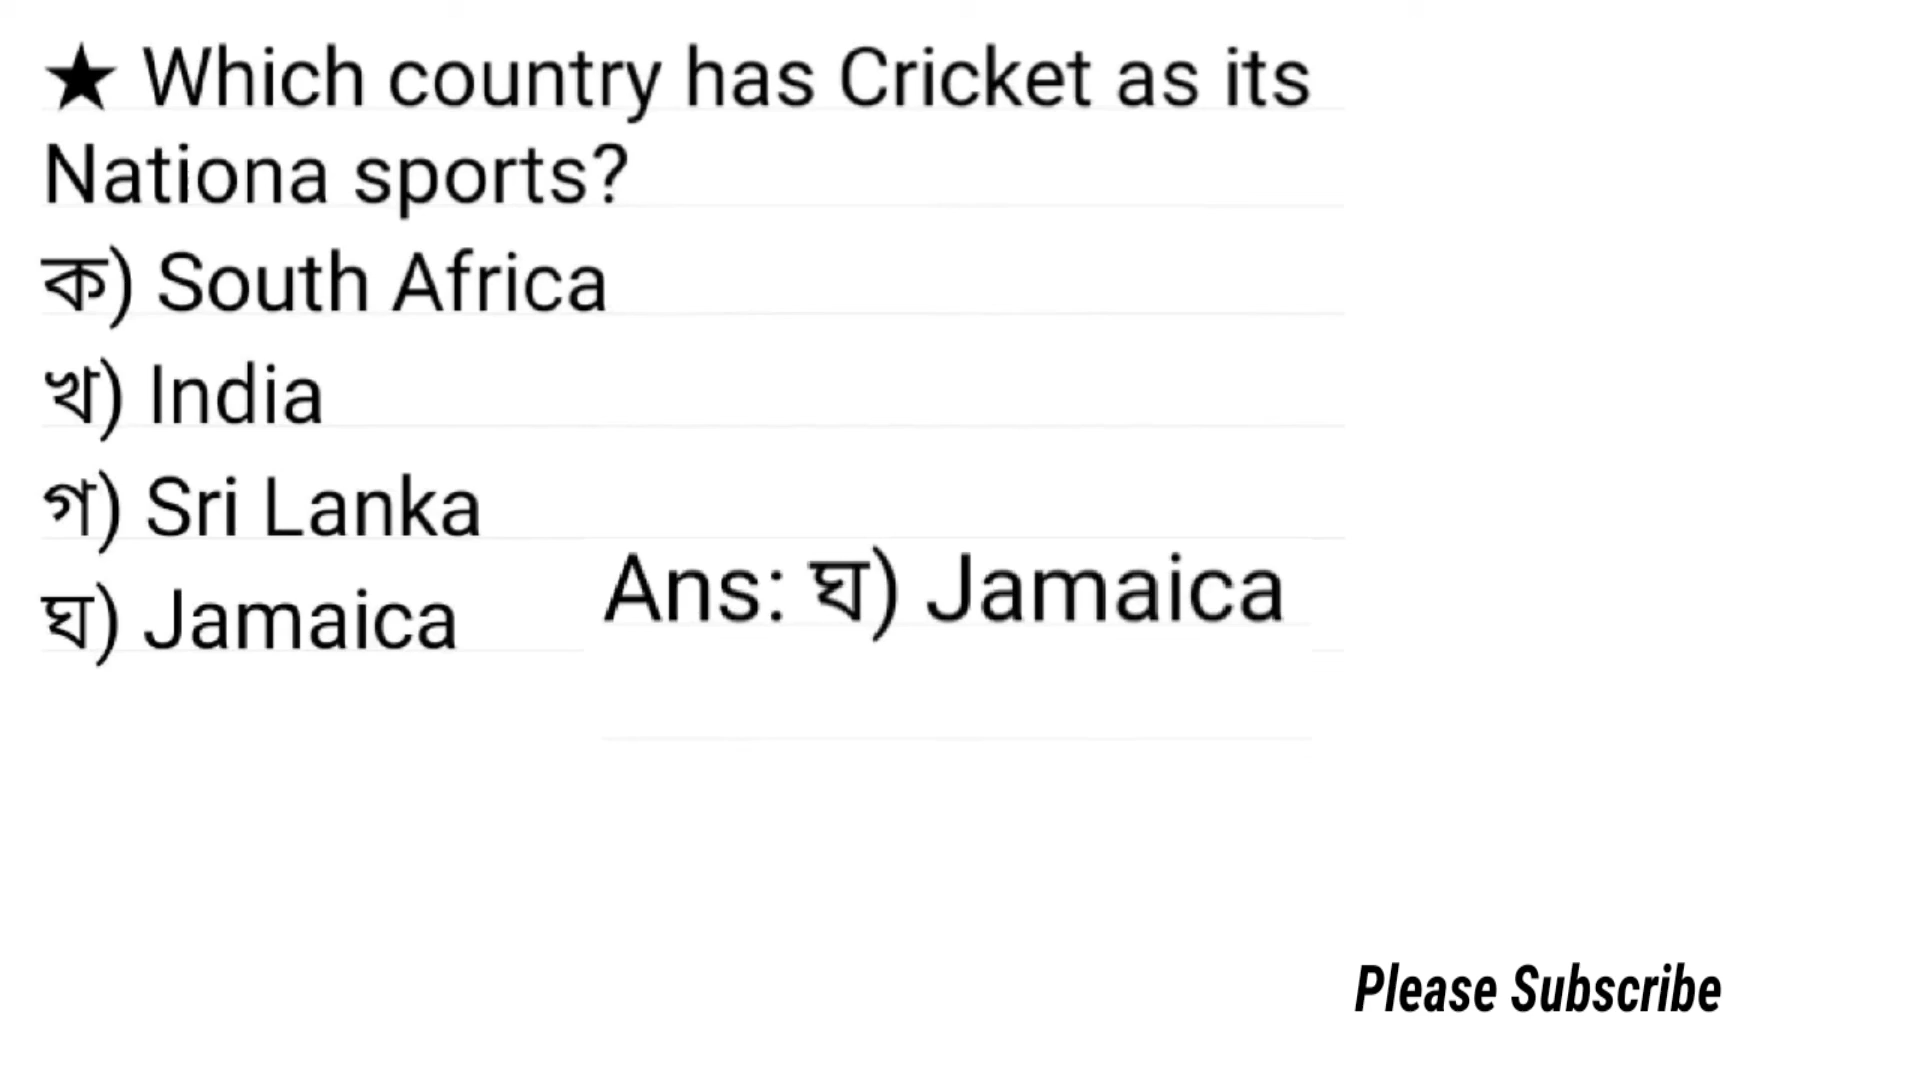 ★ Which country has Cricket as its
Nationa sports?
ক) South Africa
খ) India
গ) Sri Lanka
ঘ) Jamaica
Ans: ঘ) Jamaica
Please Subscribe